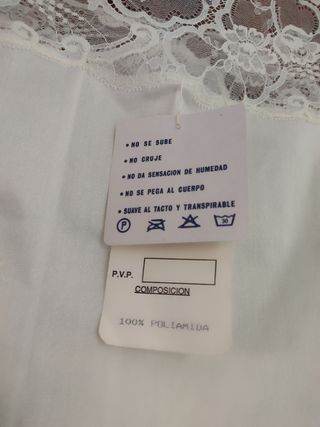 • NO SE SUBE
• NO CRUJE
• NO DA SENSACION DE HUMEDAD
• NO SE PEGA AL CUERPO
• SUAVE AL TACTO Y TRANSPIRABLE
P 30
P.V.P.
COMPOSICION
100% POLIAMIDA